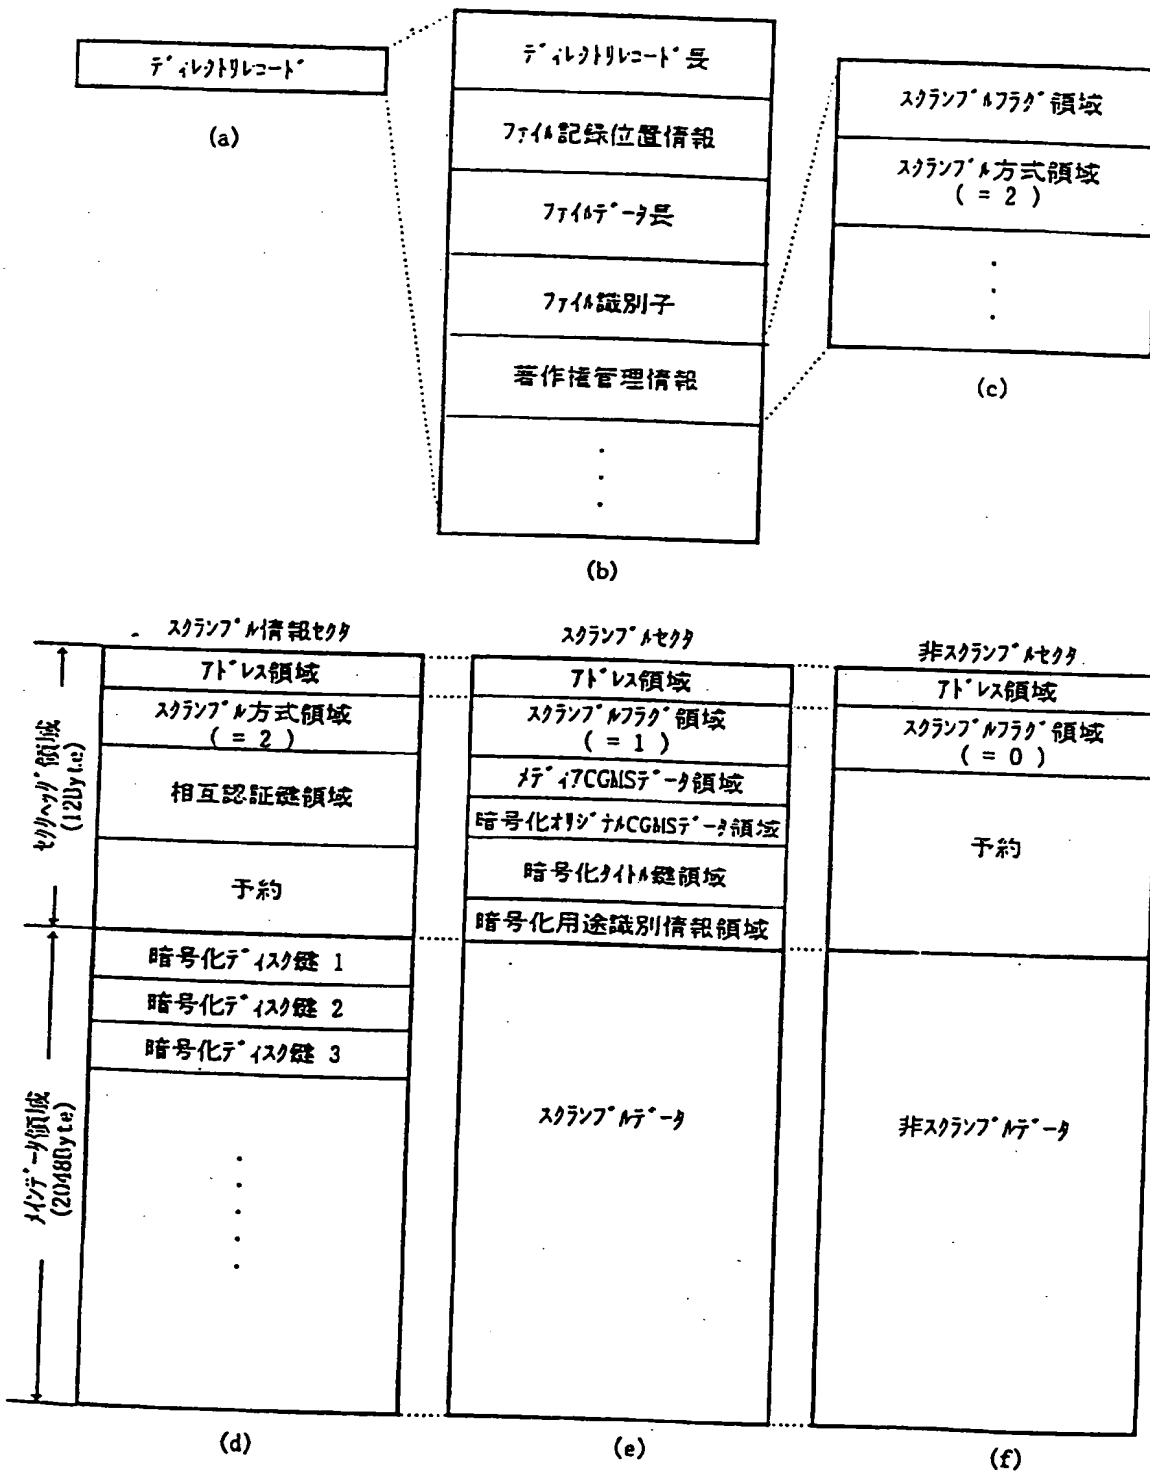 ディレクトリレコード
(a)
ディレクトリレコード長
ファイル記録位置情報
ファイルデータ長
ファイル識別子
著作権管理情報
(b)
スクランブルフラグ領域
スクランブル方式領域
( = 2 )
(c)
スクランブル情報セクタ
アドレス領域
スクランブル方式領域
( = 2 )
相互認証鍵領域
予約
暗号化ディスク鍵 1
暗号化ディスク鍵 2
暗号化ディスク鍵 3
セクタヘッダ領域
(12Byte)
メインデータ領域
(2048Byte)
(d)
スクランブルセクタ
アドレス領域
スクランブルフラグ領域
( = 1 )
メディアCGMSデータ領域
暗号化オリジナルCGMSデータ領域
暗号化タイトル鍵領域
暗号化用途識別情報領域
スクランブルデータ
(e)
非スクランブルセクタ
アドレス領域
スクランブルフラグ領域
( = 0 )
予約
非スクランブルデータ
(f)